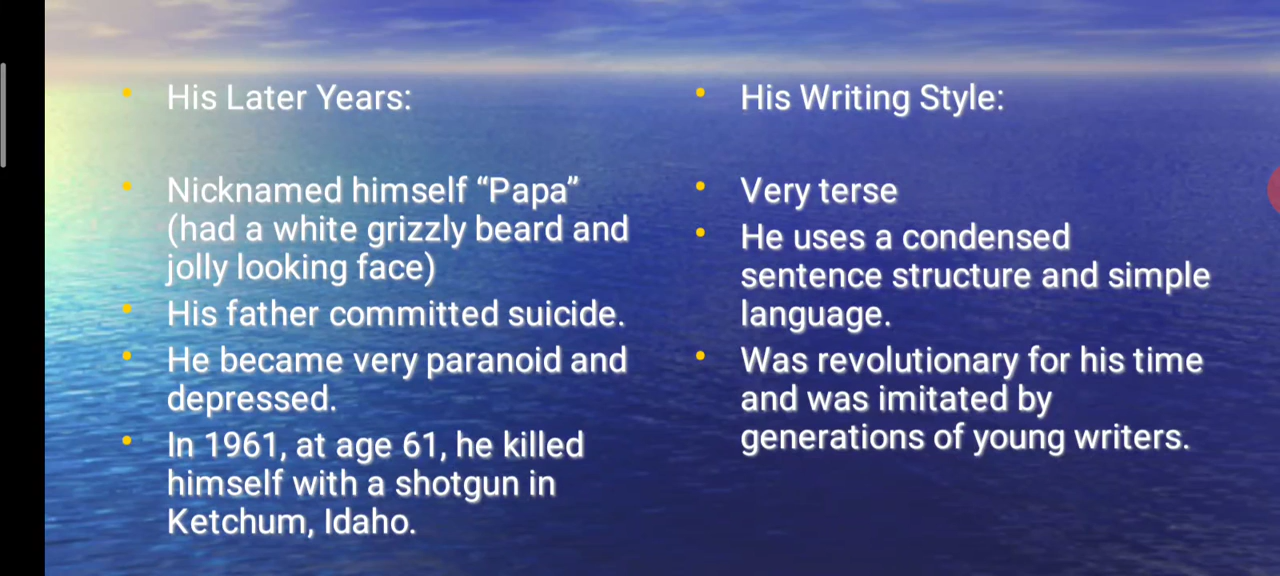 • His Later Years:
• Nicknamed himself “Papa”
(had a white grizzly beard and
jolly looking face)
• His father committed suicide.
• He became very paranoid and
depressed.
• In 1961, at age 61, he killed
himself with a shotgun in
Ketchum, Idaho.
• His Writing Style:
• Very terse
• He uses a condensed
sentence structure and simple
language.
• Was revolutionary for his time
and was imitated by
generations of young writers.